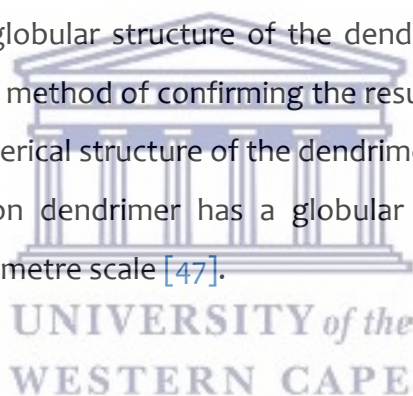 globular structure of the dend
method of confirming the resu
erical structure of the dendrime
on dendrimer has a globular
metre scale [47].
UNIVERSITY of the
WESTERN CAPE